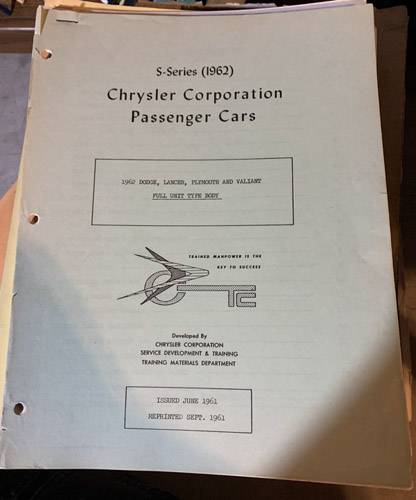 S-Series (1962)
Chrysler Corporation
Passenger Cars
1962 DODGE, LANCER, PLYMOUTH AND VALIANT
FULL UNIT TYPE BODY
TRAINED MANPOWER IS THE
KEY TO SUCCESS
CTC
Developed By
CHRYSLER CORPORATION
SERVICE DEVELOPMENT & TRAINING
TRAINING MATERIALS DEPARTMENT
ISSUED JUNE 1961
REPRINTED SEPT. 1961